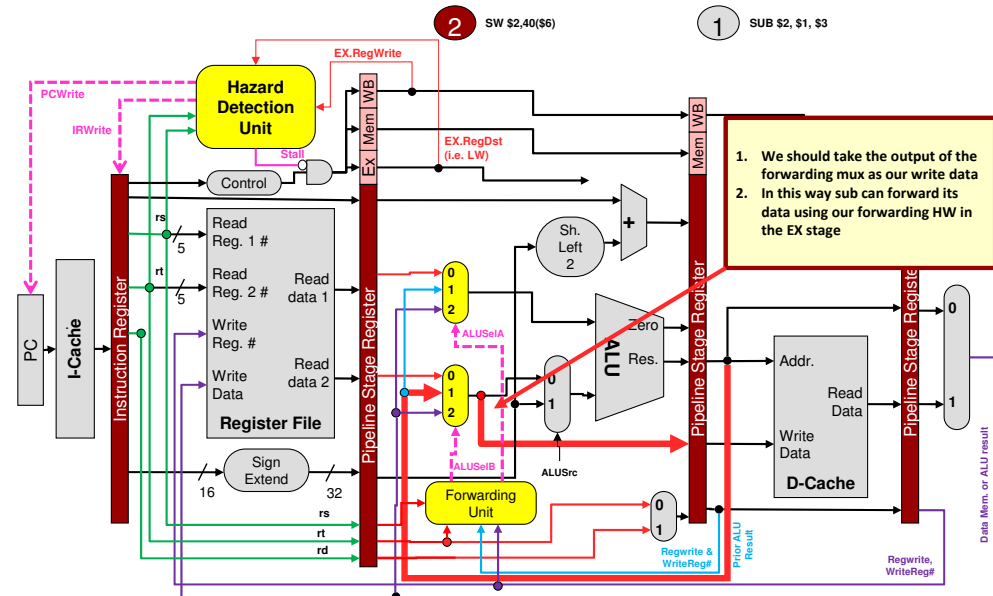 2
SW $2,40($6)
1
SUB $2, $1, $3
EX.RegWrite
PCWrite
Hazard
Detection
Unit
IRWrite
Stall
EX.RegDst
(i.e. LW)
WB
Mem
Ex
WB
Mem
1. We should take the output of the
forwarding mux as our write data
2. In this way sub can forward its
data using our forwarding HW in
the EX stage
Control
rs
5
rt
5
Read
Reg. 1 #
Read
Reg. 2 #
Write
Reg. #
Write
Data
Read
data 1
Read
data 2
Register File
PC
I-Cache
Instruction Register
Pipeline Stage Register
0
1
2
ALUSelA
0
1
2
ALUSelB
Sh.
Left
2
+
0
1
ALUSrc
ALU
Zero
Res.
Pipeline Stage Register
Addr.
Read
Data
Write
Data
D-Cache
Pipeline Stage Register
0
1
16
Sign
Extend
32
Forwarding
Unit
rs
rt
rd
0
1
Regwrite &
WriteReg#
Prior ALU
Result
Regwrite,
WriteReg#
Data Mem. or ALU result